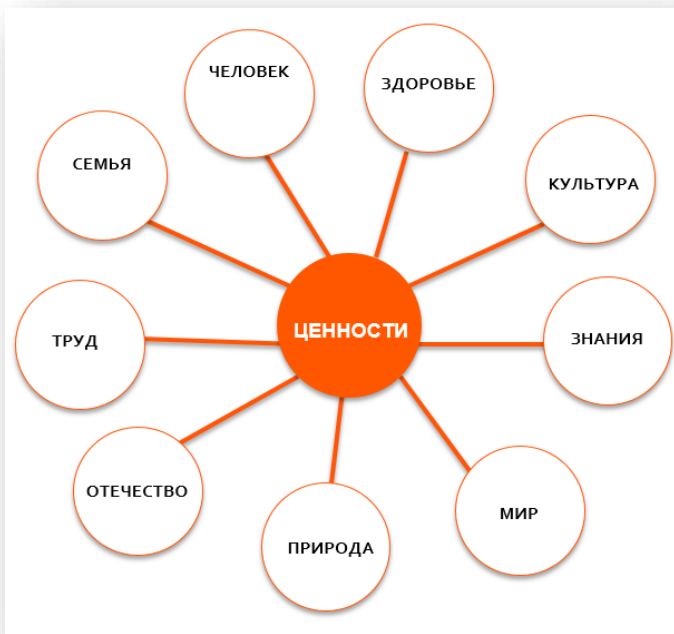 ЧЕЛОВЕК
ЗДОРОВЬЕ
СЕМЬЯ
КУЛЬТУРА
ЦЕННОСТИ
ТРУД
ЗНАНИЯ
ОТЕЧЕСТВО
МИР
ПРИРОДА